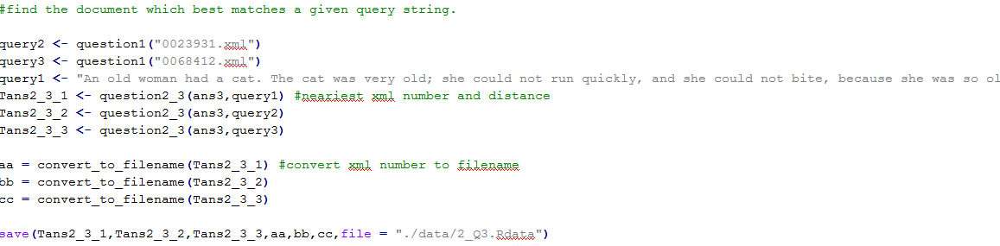 #find the document which best matches a given query string.
query2 <- question1("0023931.xml")
query3 <- question1("0068412.xml")
query1 <- "An old woman had a cat. The cat was very old; she could not run quickly, and she could not bite, because she was so ol
Tans2_3_1 <- question2_3(ans3,query1) #neariest xml number and distance
Tans2_3_2 <- question2_3(ans3,query2)
Tans2_3_3 <- question2_3(ans3,query3)
aa = convert_to_filename(Tans2_3_1) #convert xml number to filename
bb = convert_to_filename(Tans2_3_2)
cc = convert_to_filename(Tans2_3_3)
save(Tans2_3_1,Tans2_3_2,Tans2_3_3,aa,bb,cc,file = "./data/2_Q3.Rdata")